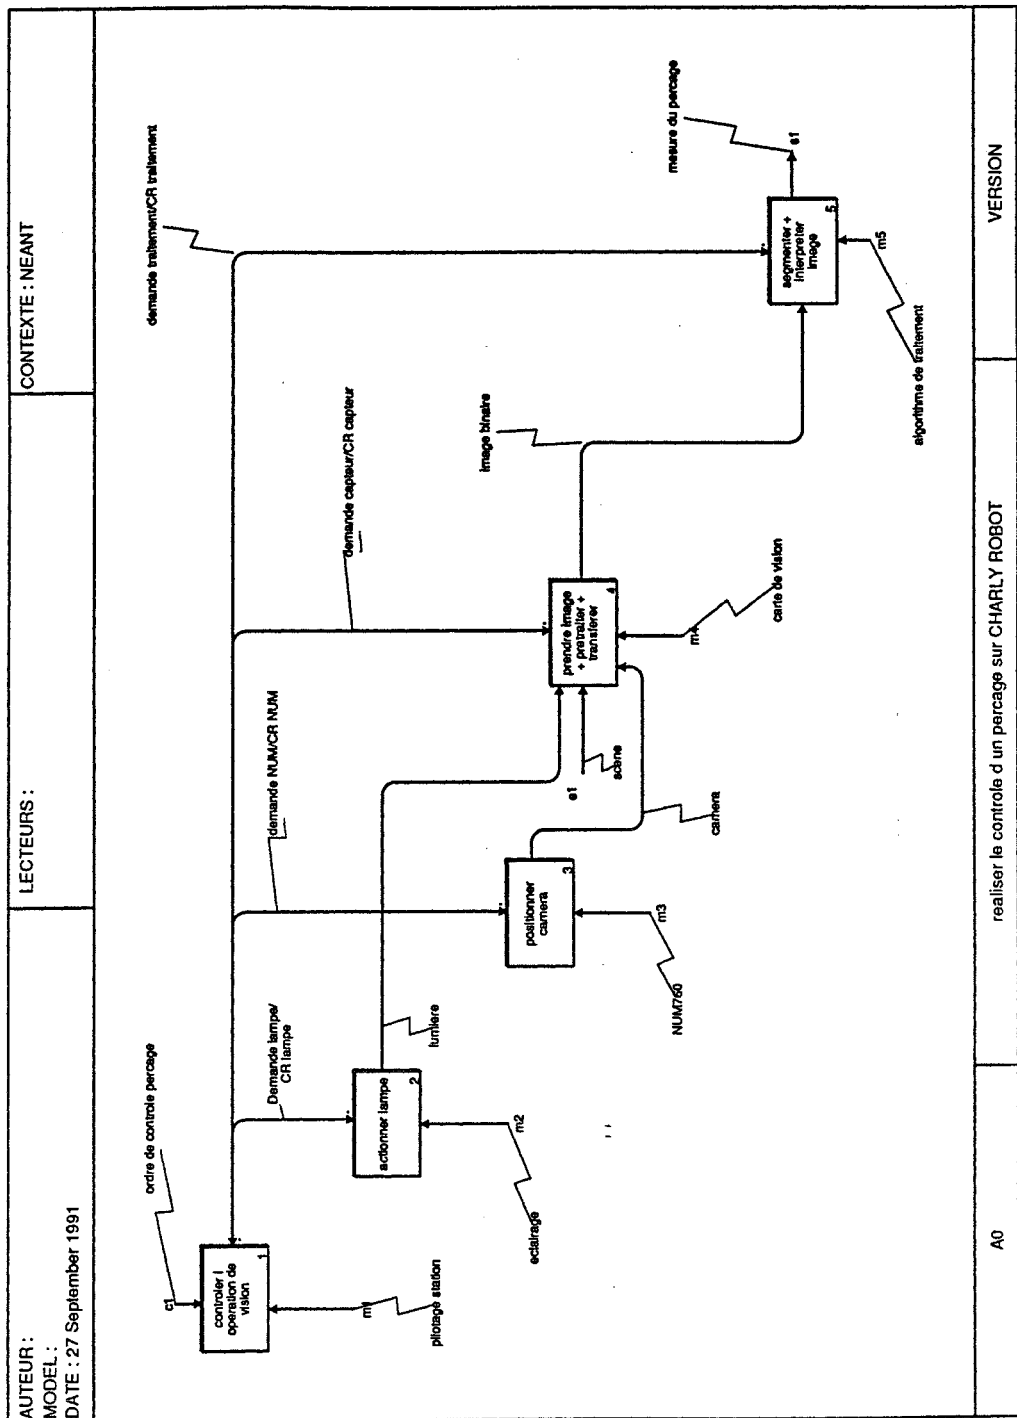 AUTEUR :
MODEL :
DATE : 27 September 1991
LECTEURS :
CONTEXTE : NEANT
c1
ordre de controle percage
controler l
operation de
vision
1
m1
pilotage station
Demande lampe/
CR lampe
actionner lampe
2
m2
eclairage
lumiere
demande NUM/CR NUM
positionner
camera
3
m3
NUM760
camera
e1
scene
demande capteur/CR capteur
prendre image
+ pretraiter +
transferer
4
m4
carte de vision
image binaire
demande traitement/CR traitement
segmenter +
interpreter
image
5
m5
algorithme de traitement
s1
mesure du percage
A0
realiser le controle d un percage sur CHARLY ROBOT
VERSION